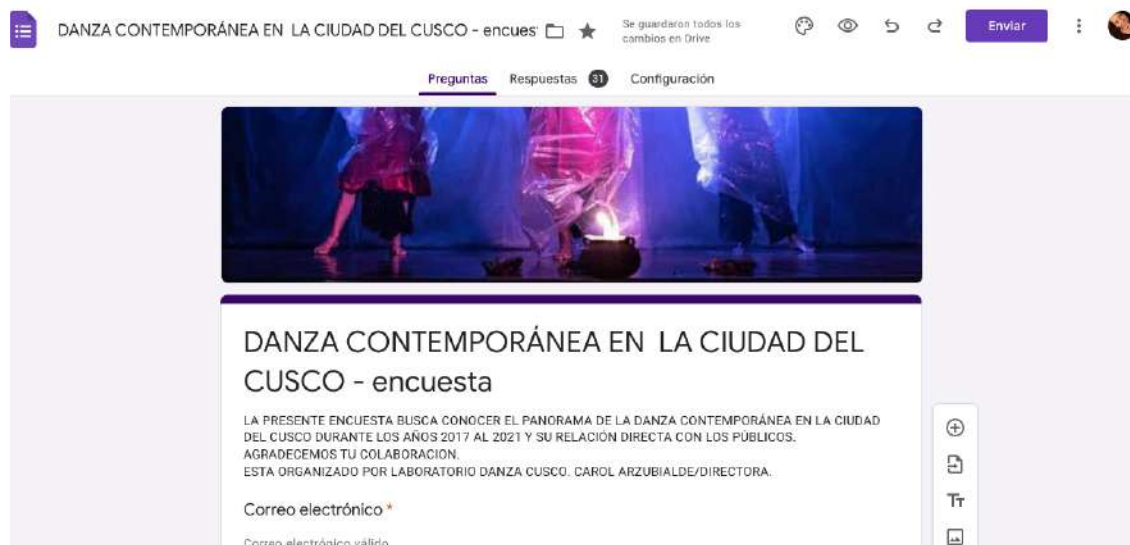 DANZA CONTEMPORÁNEA EN LA CIUDAD DEL CUSCO - encues
Se guardaron todos los
cambios en Drive
Enviar
Preguntas Respuestas 31 Configuración
DANZA CONTEMPORÁNEA EN LA CIUDAD DEL
CUSCO - encuesta
LA PRESENTE ENCUESTA BUSCA CONOCER EL PANORAMA DE LA DANZA CONTEMPORÁNEA EN LA CIUDAD
DEL CUSCO DURANTE LOS AÑOS 2017 AL 2021 Y SU RELACIÓN DIRECTA CON LOS PÚBLICOS.
AGRADECEMOS TU COLABORACION.
ESTA ORGANIZADO POR LABORATORIO DANZA CUSCO. CAROL ARZUBIALDE/DIRECTORA.
Correo electrónico *
Correo electrónico válido
Tт